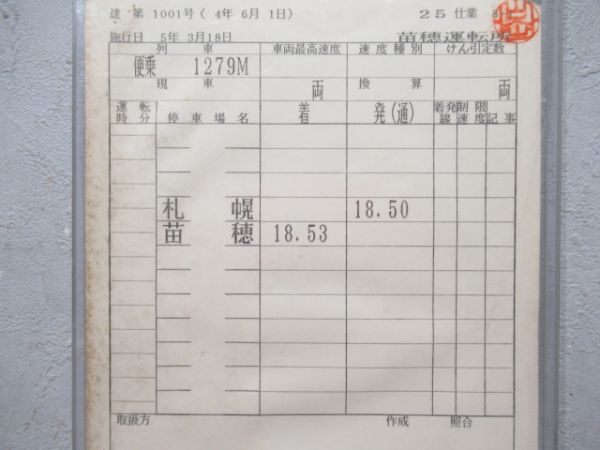 達 第 1001号( 4年 6月 1日)
25 仕業
施行日 5年 3月18日
苗穂運転所
列 車 車両最高速度 速度種別 けん引定数
便乗 1279M
現 車 両 換 算 両
運転時分 停車場名 着 発(通) 着発線 制限速度 記事
札 幌 18.50
苗 穂 18.53
取扱方 作成 照合